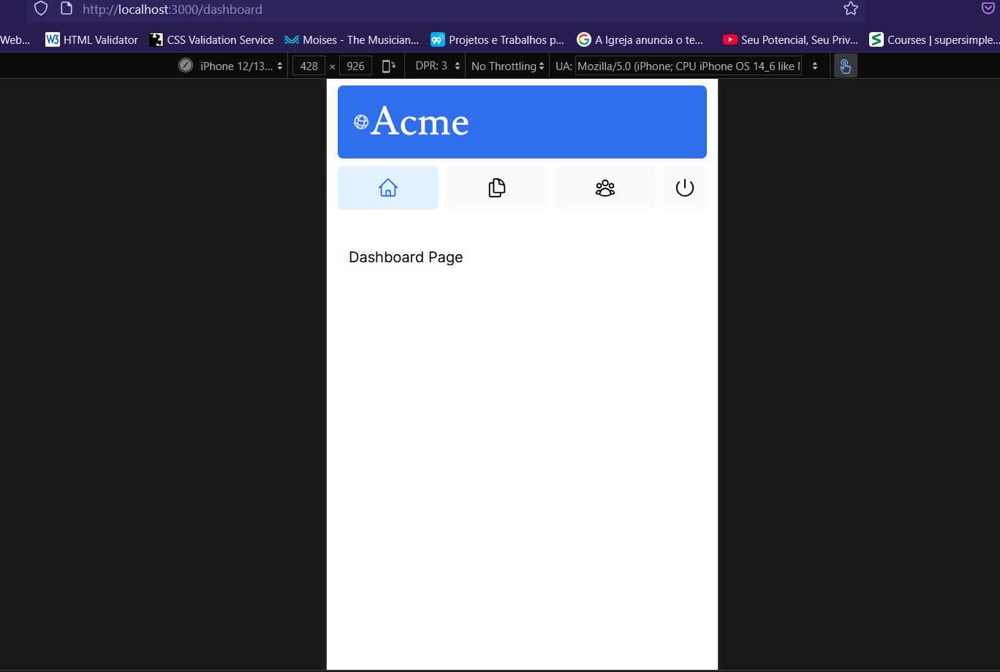 http://localhost:3000/dashboard
Web... HTML Validator CSS Validation Service Moises - The Musician... Projetos e Trabalhos p... A Igreja anuncia o te... Seu Potencial, Seu Priv... Courses | supersimple...
iPhone 12/13... 428 × 926 DPR: 3 No Throttling UA: Mozilla/5.0 (iPhone; CPU iPhone OS 14_6 like
Acme
Dashboard Page